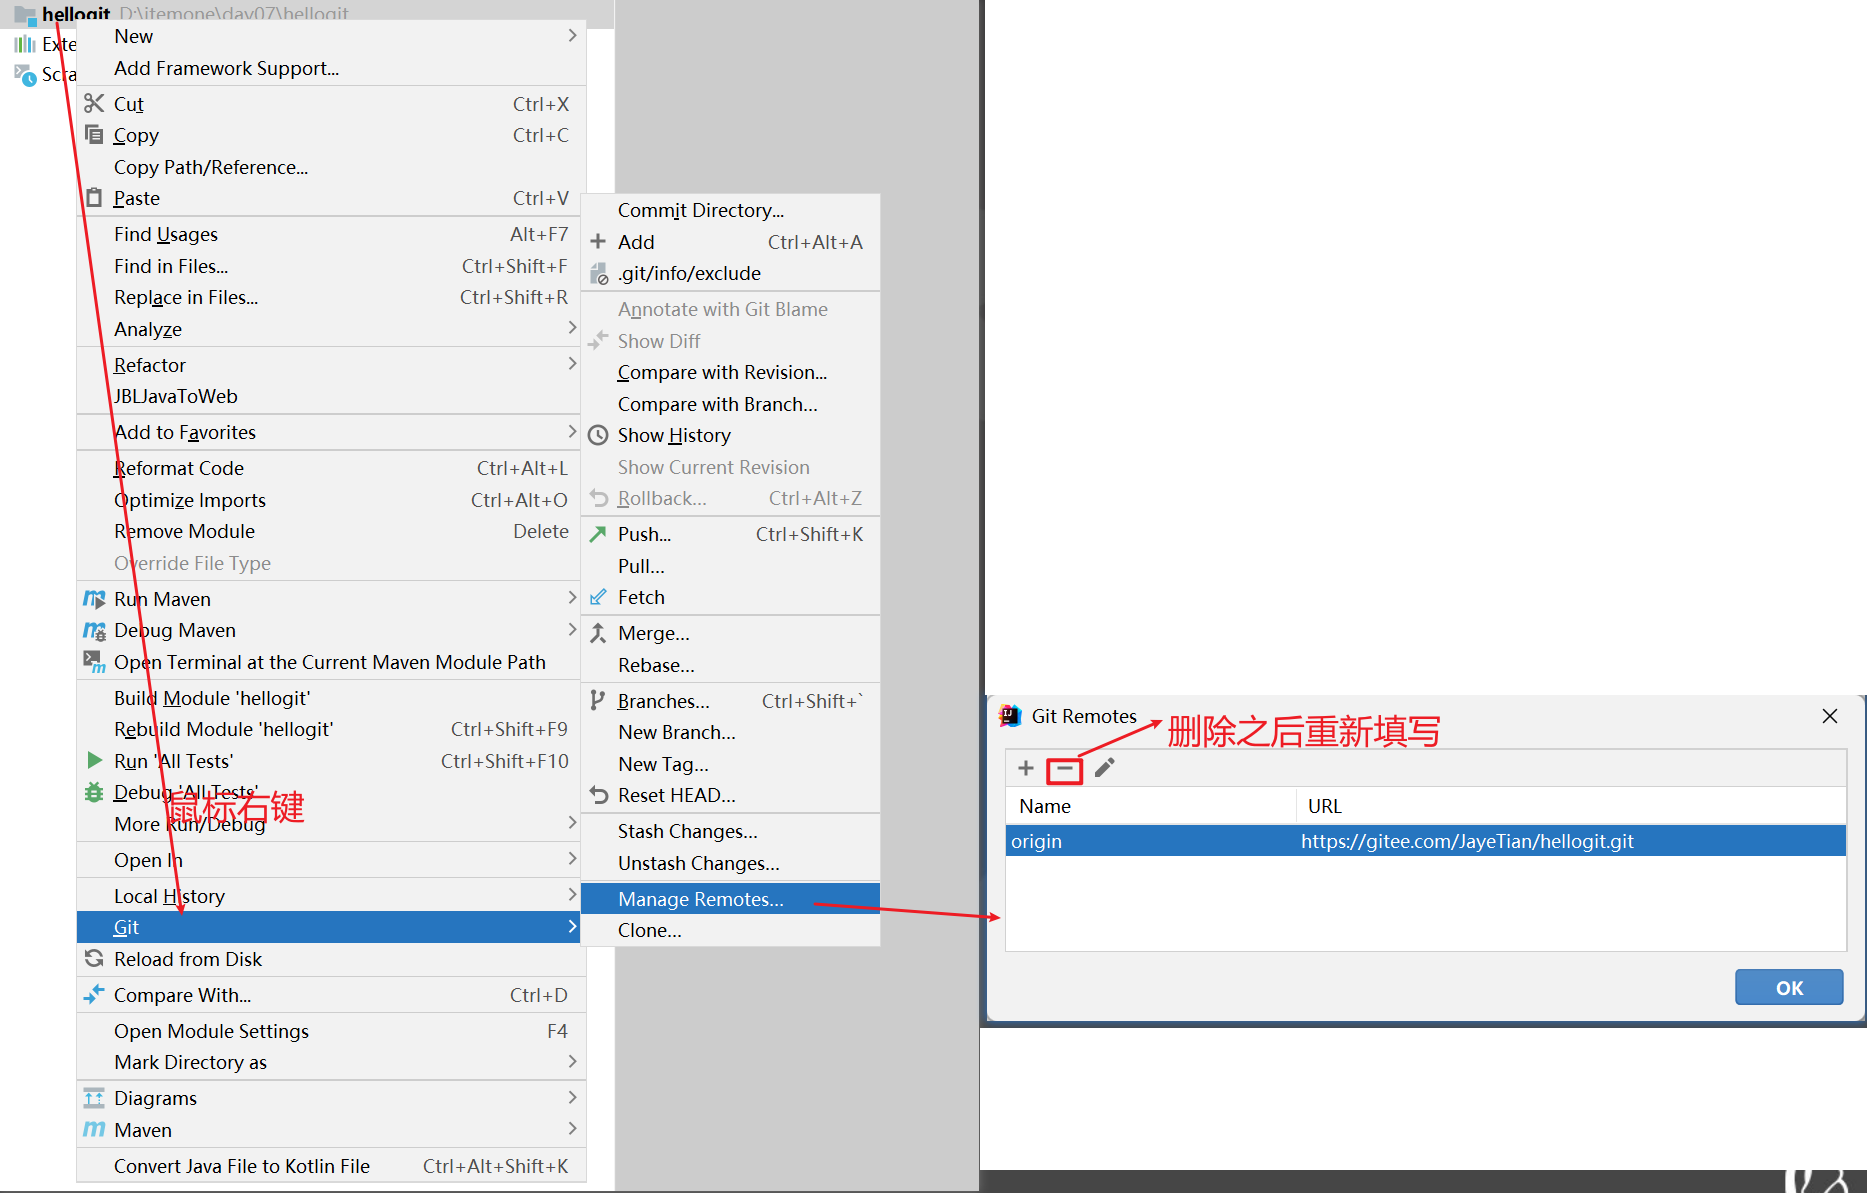 hellogit D:\itemone\day07\hellogit
Exte
Scra
New
Add Framework Support...
Cut Ctrl+X
Copy Ctrl+C
Copy Path/Reference...
Paste Ctrl+V
Find Usages Alt+F7
Find in Files... Ctrl+Shift+F
Replace in Files... Ctrl+Shift+R
Analyze
Refactor
JBLJavaToWeb
Add to Favorites
Reformat Code Ctrl+Alt+L
Optimize Imports Ctrl+Alt+O
Remove Module Delete
Override File Type
Run Maven
Debug Maven
Open Terminal at the Current Maven Module Path
Build Module 'hellogit'
Rebuild Module 'hellogit' Ctrl+Shift+F9
Run 'All Tests' Ctrl+Shift+F10
Debug 'All Tests'
鼠标右键
More Run/Debug
Open In
Local History
Git
Reload from Disk
Compare With... Ctrl+D
Open Module Settings F4
Mark Directory as
Diagrams
Maven
Convert Java File to Kotlin File Ctrl+Alt+Shift+K
Commit Directory...
Add Ctrl+Alt+A
.git/info/exclude
Annotate with Git Blame
Show Diff
Compare with Revision...
Compare with Branch...
Show History
Show Current Revision
Rollback... Ctrl+Alt+Z
Push... Ctrl+Shift+K
Pull...
Fetch
Merge...
Rebase...
Branches... Ctrl+Shift+`
New Branch...
New Tag...
Reset HEAD...
Stash Changes...
Unstash Changes...
Manage Remotes...
Clone...
Git Remotes
删除之后重新填写
Name URL
origin https://gitee.com/JayeTian/hellogit.git
OK